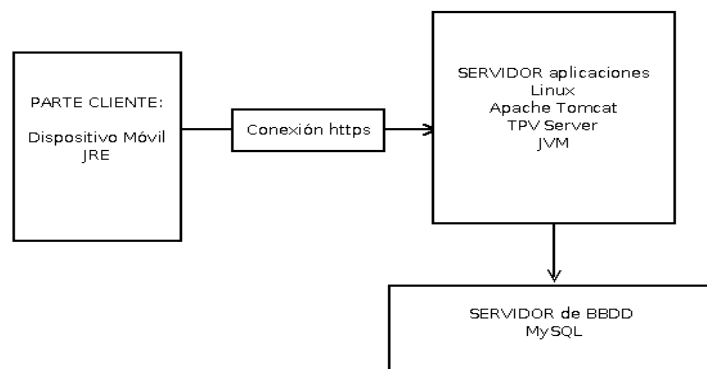 PARTE CLIENTE:
Dispositivo Móvil
JRE
Conexión https
SERVIDOR aplicaciones
Linux
Apache Tomcat
TPV Server
JVM
SERVIDOR de BBDD
MySQL